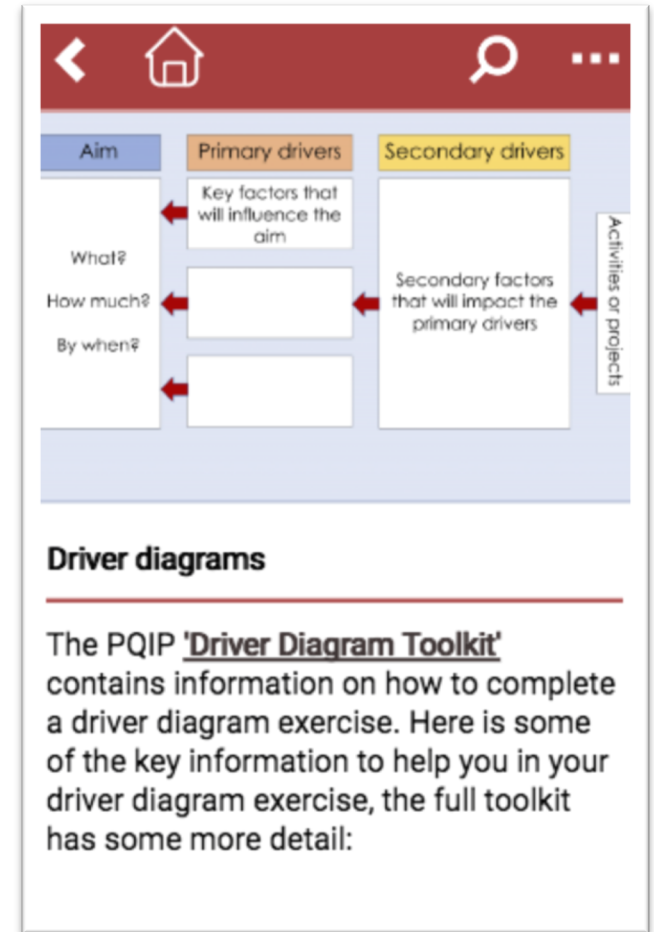 Aim
Primary drivers
Secondary drivers
What?
How much?
By when?
Key factors that
will influence the
aim
Secondary factors
that will impact the
primary drivers
Activities or projects
Driver diagrams
The PQIP 'Driver Diagram Toolkit'
contains information on how to complete
a driver diagram exercise. Here is some
of the key information to help you in your
driver diagram exercise, the full toolkit
has some more detail: